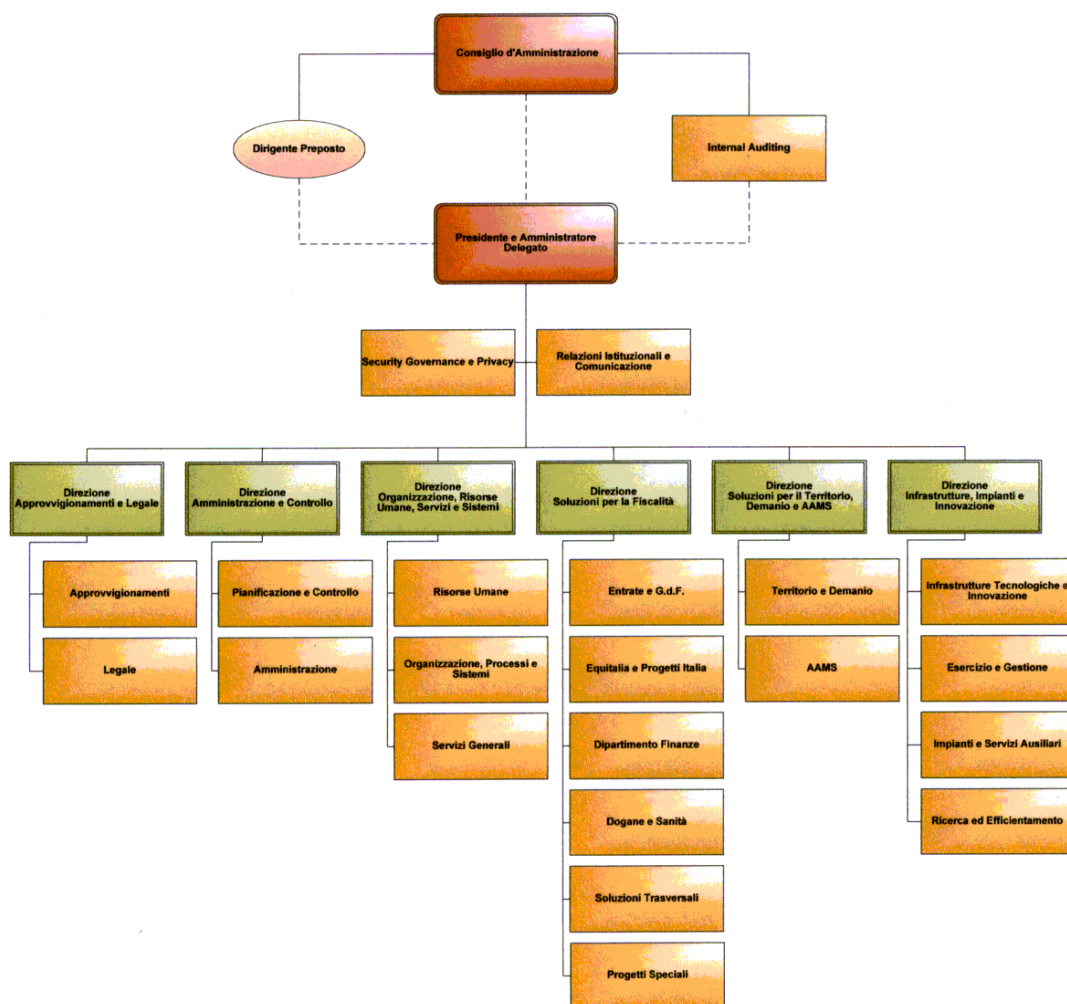 Consiglio d'Amministrazione
Dirigente Preposto
Internal Auditing
Presidente e Amministratore
Delegato
Security Governance e Privacy
Relazioni Istituzionali e
Comunicazione
Direzione
Approvvigionamenti e Legale
Direzione
Amministrazione e Controllo
Direzione
Organizzazione, Risorse
Umane, Servizi e Sistemi
Direzione
Soluzioni per la Fiscalità
Direzione
Soluzioni per il Territorio,
Demanio e AAMS
Direzione
Infrastrutture, Impianti e
Innovazione
Approvvigionamenti
Legale
Pianificazione e Controllo
Amministrazione
Risorse Umane
Organizzazione, Processi e
Sistemi
Servizi Generali
Entrate e G.d.F.
Equitalia e Progetti Italia
Dipartimento Finanze
Dogane e Sanità
Soluzioni Trasversali
Progetti Speciali
Territorio e Demanio
AAMS
Infrastrutture Tecnologiche e
Innovazione
Esercizio e Gestione
Impianti e Servizi Ausiliari
Ricerca ed Efficientamento